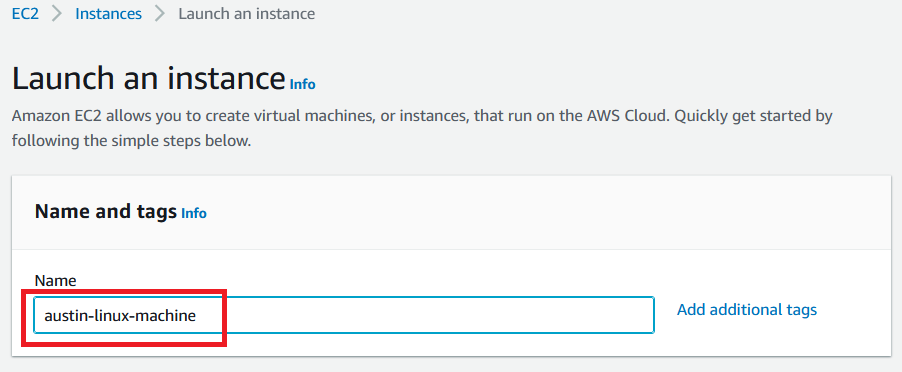 EC2 > Instances > Launch an instance
Launch an instance Info
Amazon EC2 allows you to create virtual machines, or instances, that run on the AWS Cloud. Quickly get started by
following the simple steps below.
Name and tags Info
Name
austin-linux-machine
Add additional tags